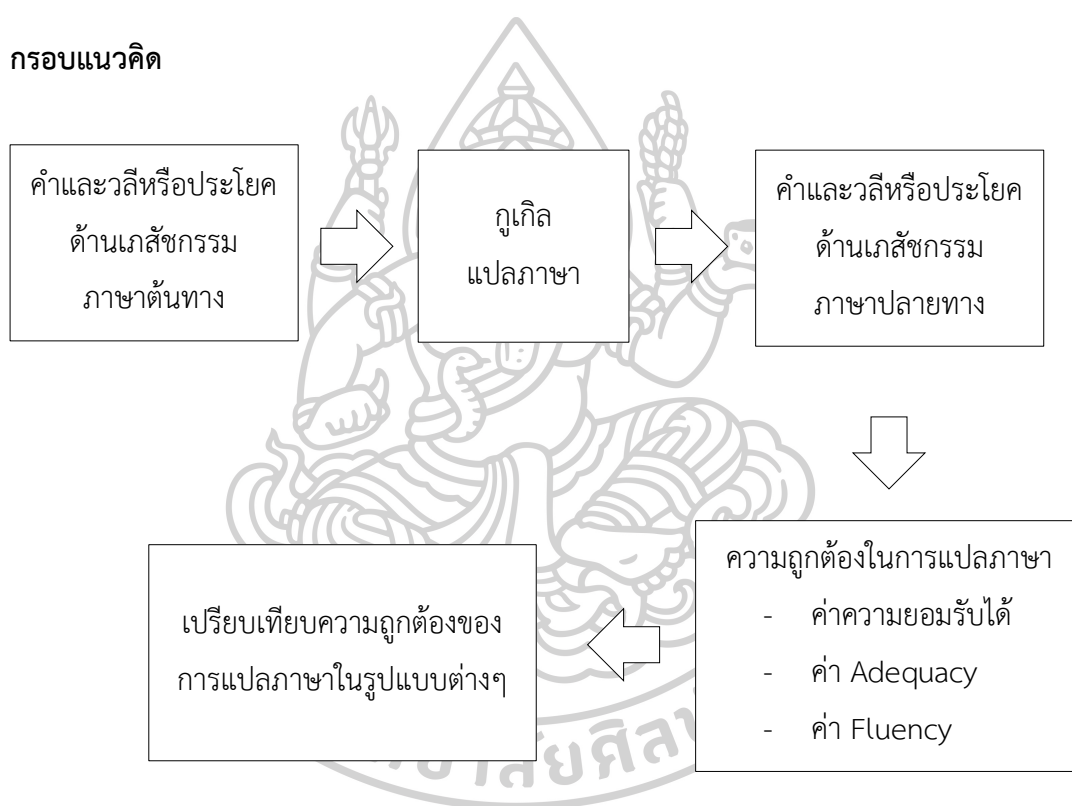 กรอบแนวคิด
คำและวลีหรือประโยค
ด้านเภสัชกรรม
ภาษาต้นทาง
กูเกิล
แปลภาษา
คำและวลีหรือประโยค
ด้านเภสัชกรรม
ภาษาปลายทาง
ความถูกต้องในการแปลภาษา
- ค่าความยอมรับได้
- ค่า Adequacy
- ค่า Fluency
เปรียบเทียบความถูกต้องของ
การแปลภาษาในรูปแบบต่างๆ